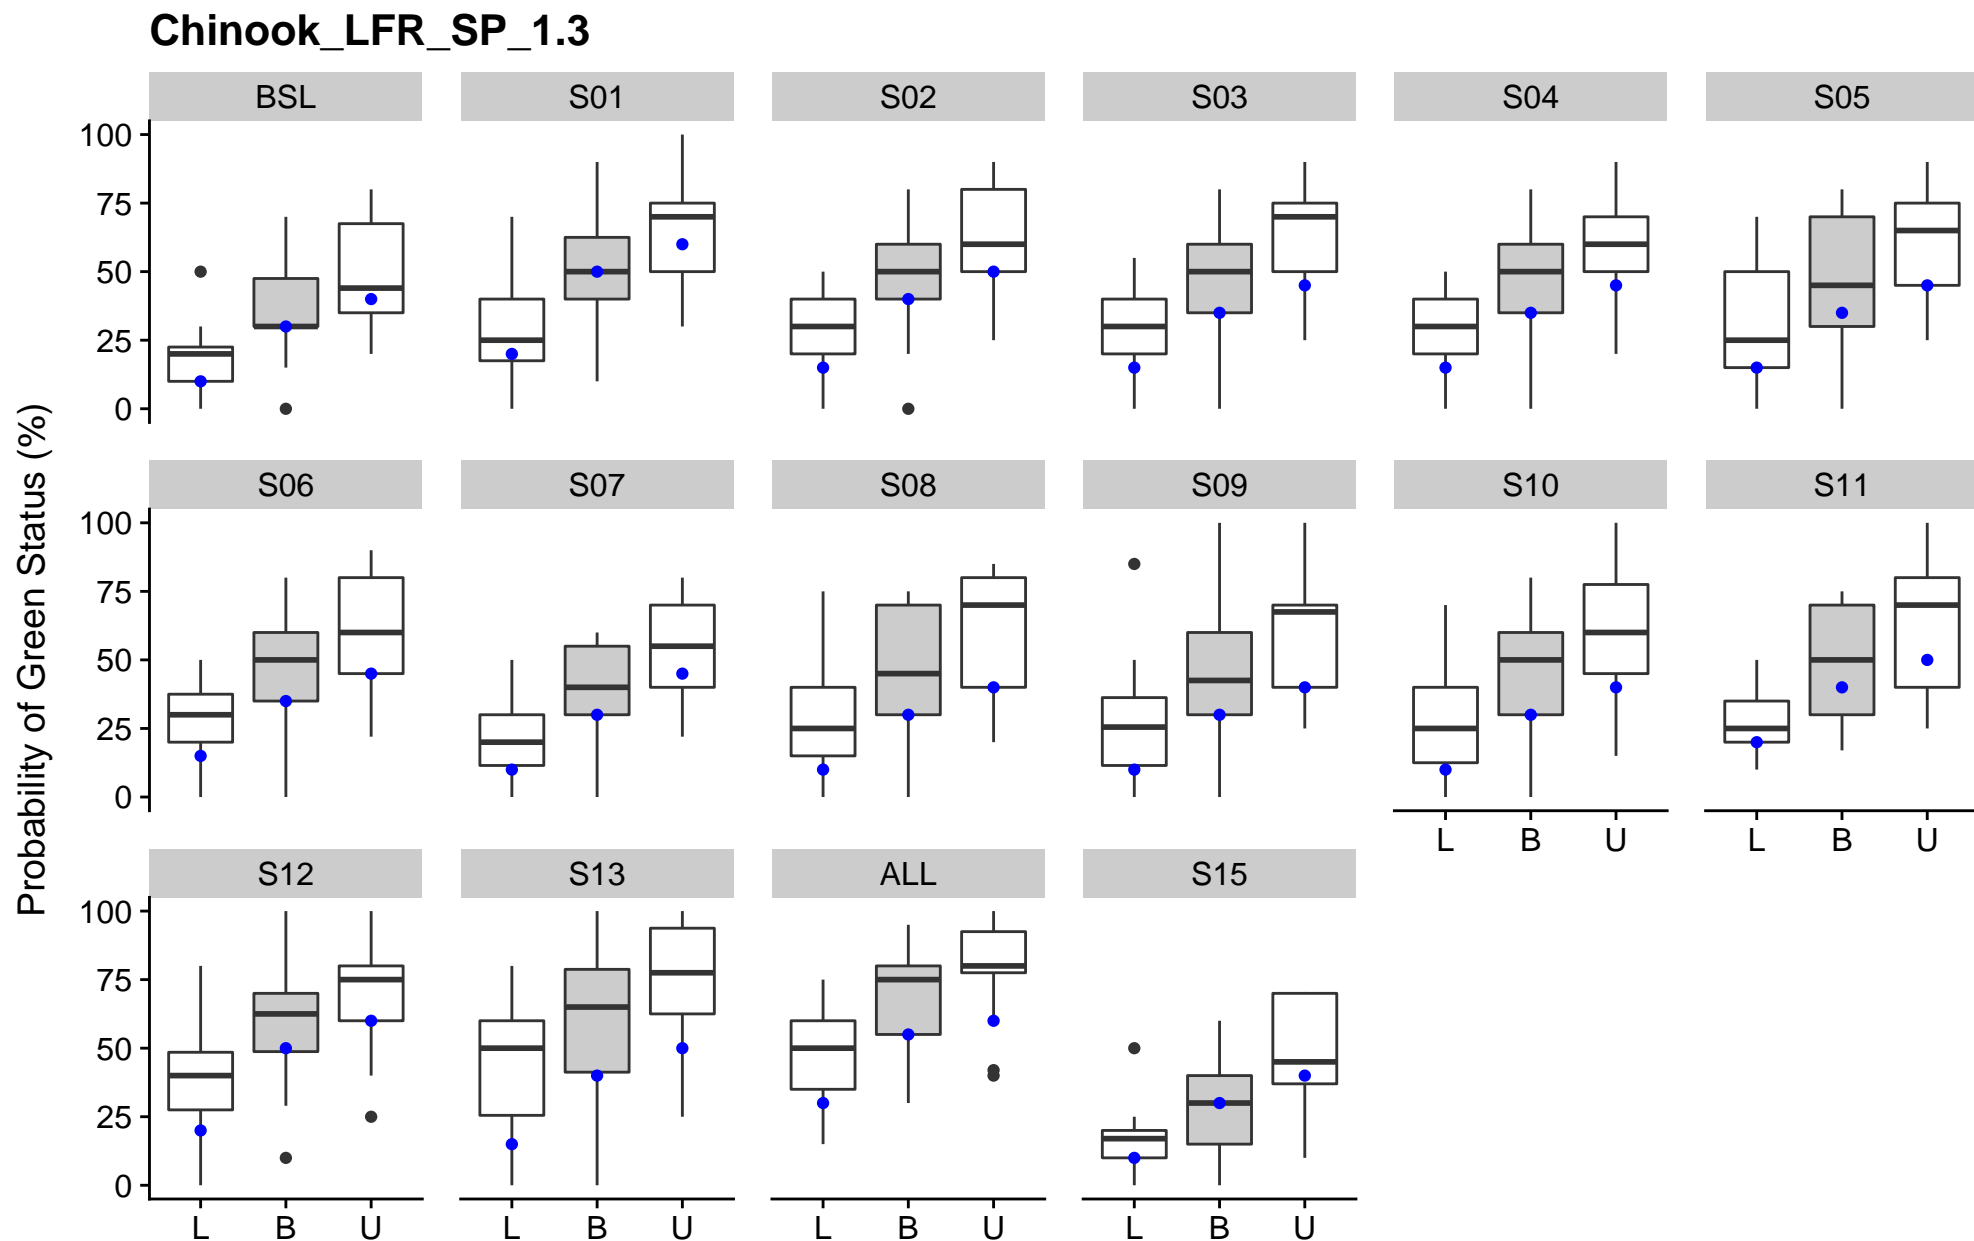 Chinook_LFR_SP_1.3
BSL S01 S02 S03 S04 S05
100
75
50
25
0
S06 S07 S08 S09 S10 S11
100
75
50
25
0
L B U L B U
S12 S13 ALL S15
100
75
50
25
0
L B U L B U L B U L B U
Probability of Green Status (%)